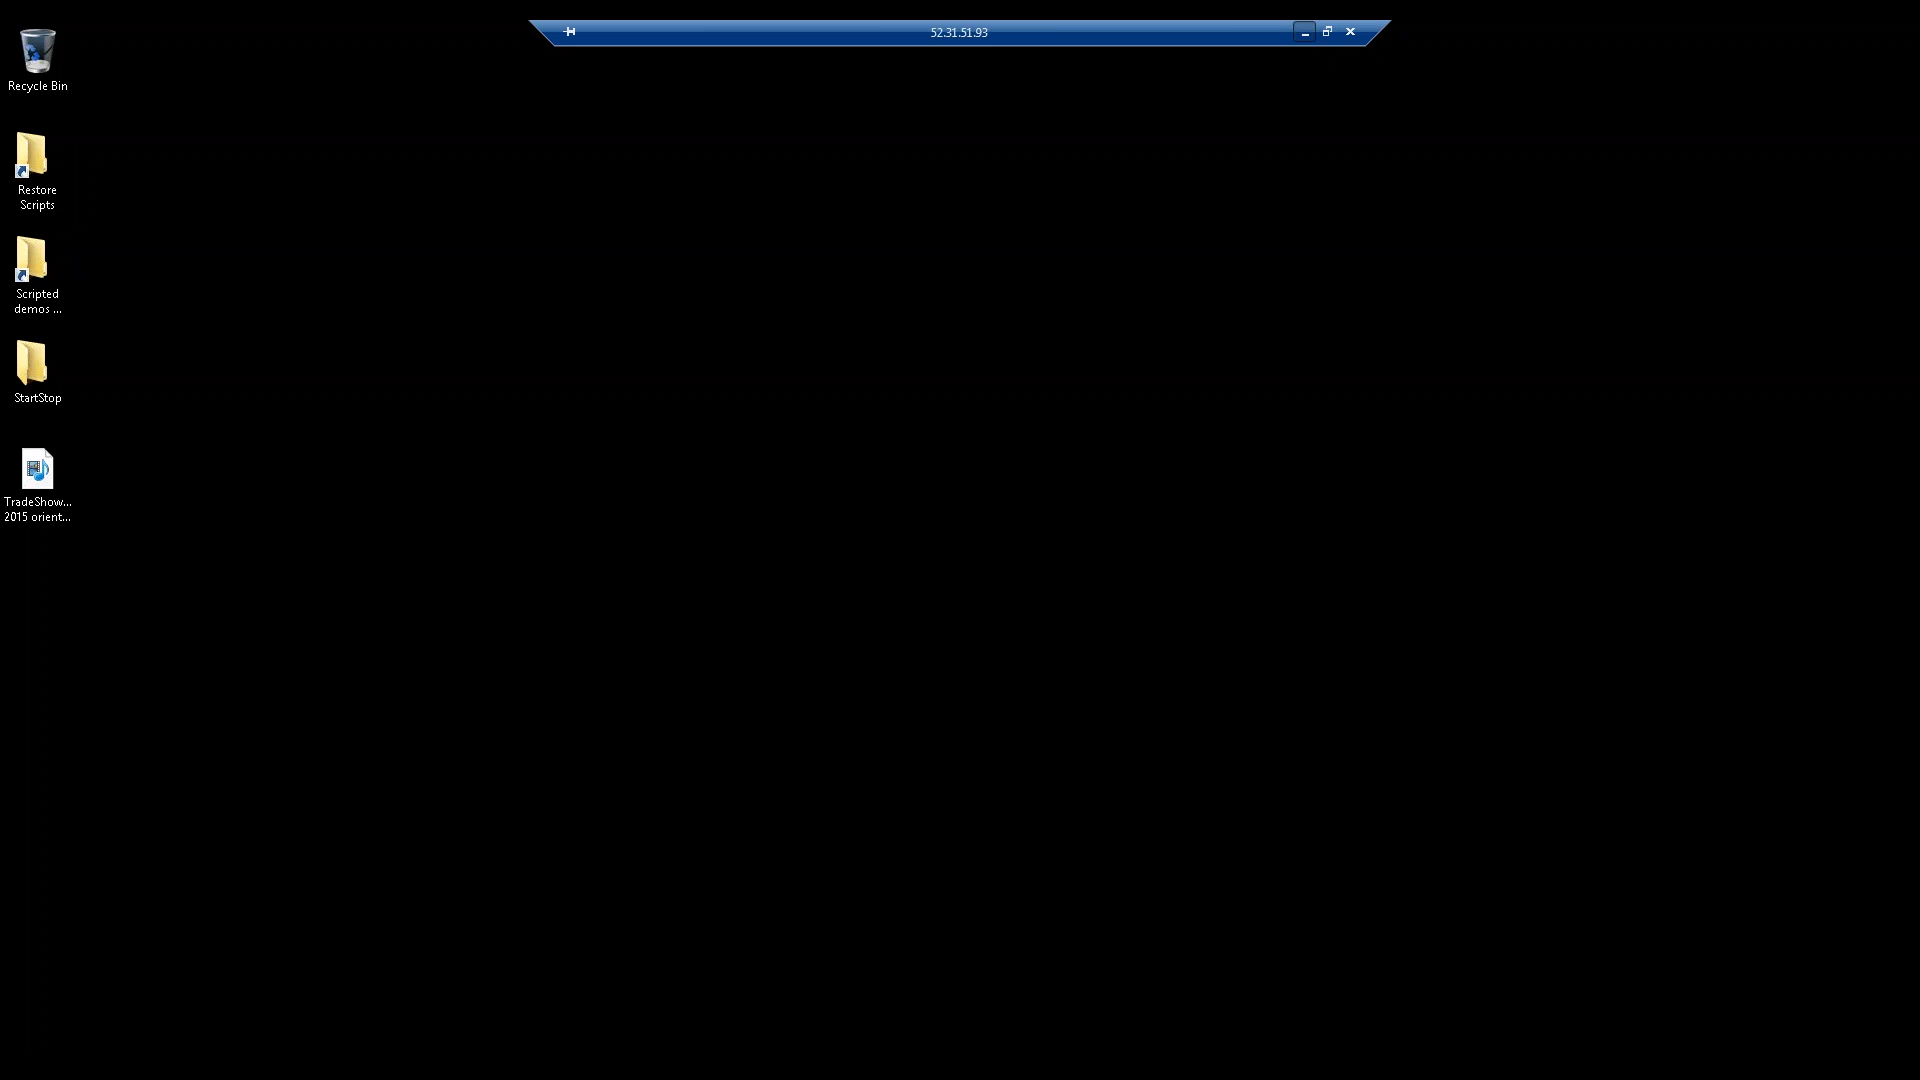 52.31.51.93
Recycle Bin
Restore
Scripts
Scripted
demos ...
StartStop
TradeShow...
2015 orient...